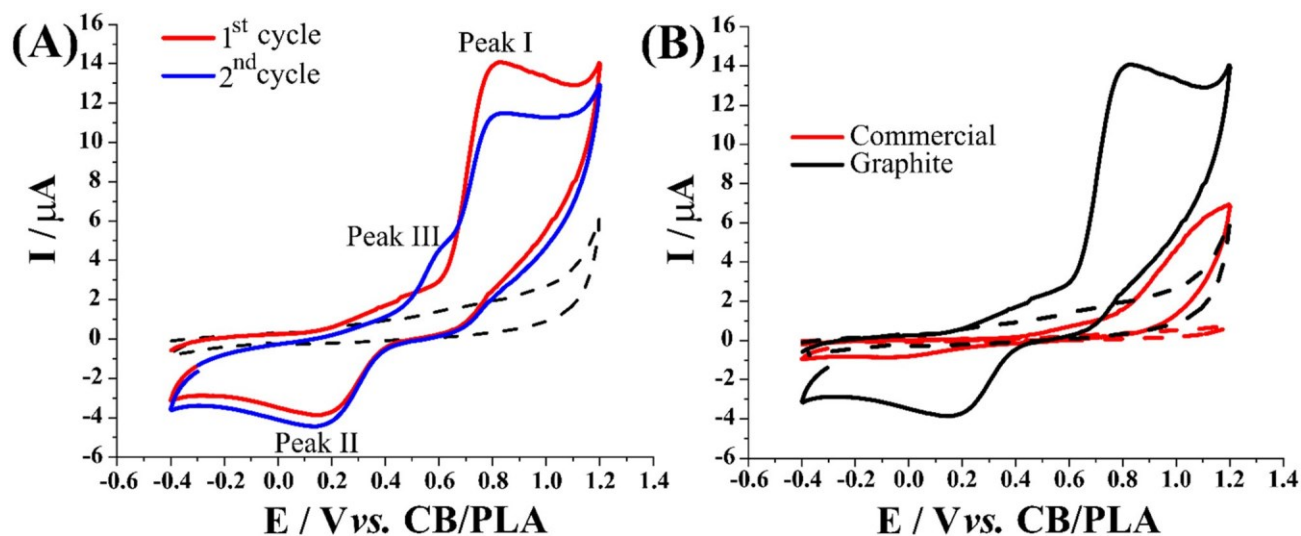 (A)
1st cycle
2nd cycle
Peak I
Peak III
Peak II
16
14
12
10
8
6
4
2
0
-2
-4
-6
-0.6 -0.4 -0.2 0.0 0.2 0.4 0.6 0.8 1.0 1.2 1.4
I / µA
E / V vs. CB/PLA
(B)
Commercial
Graphite
16
14
12
10
8
6
4
2
0
-2
-4
-6
-0.6 -0.4 -0.2 0.0 0.2 0.4 0.6 0.8 1.0 1.2 1.4
I / µA
E / V vs. CB/PLA